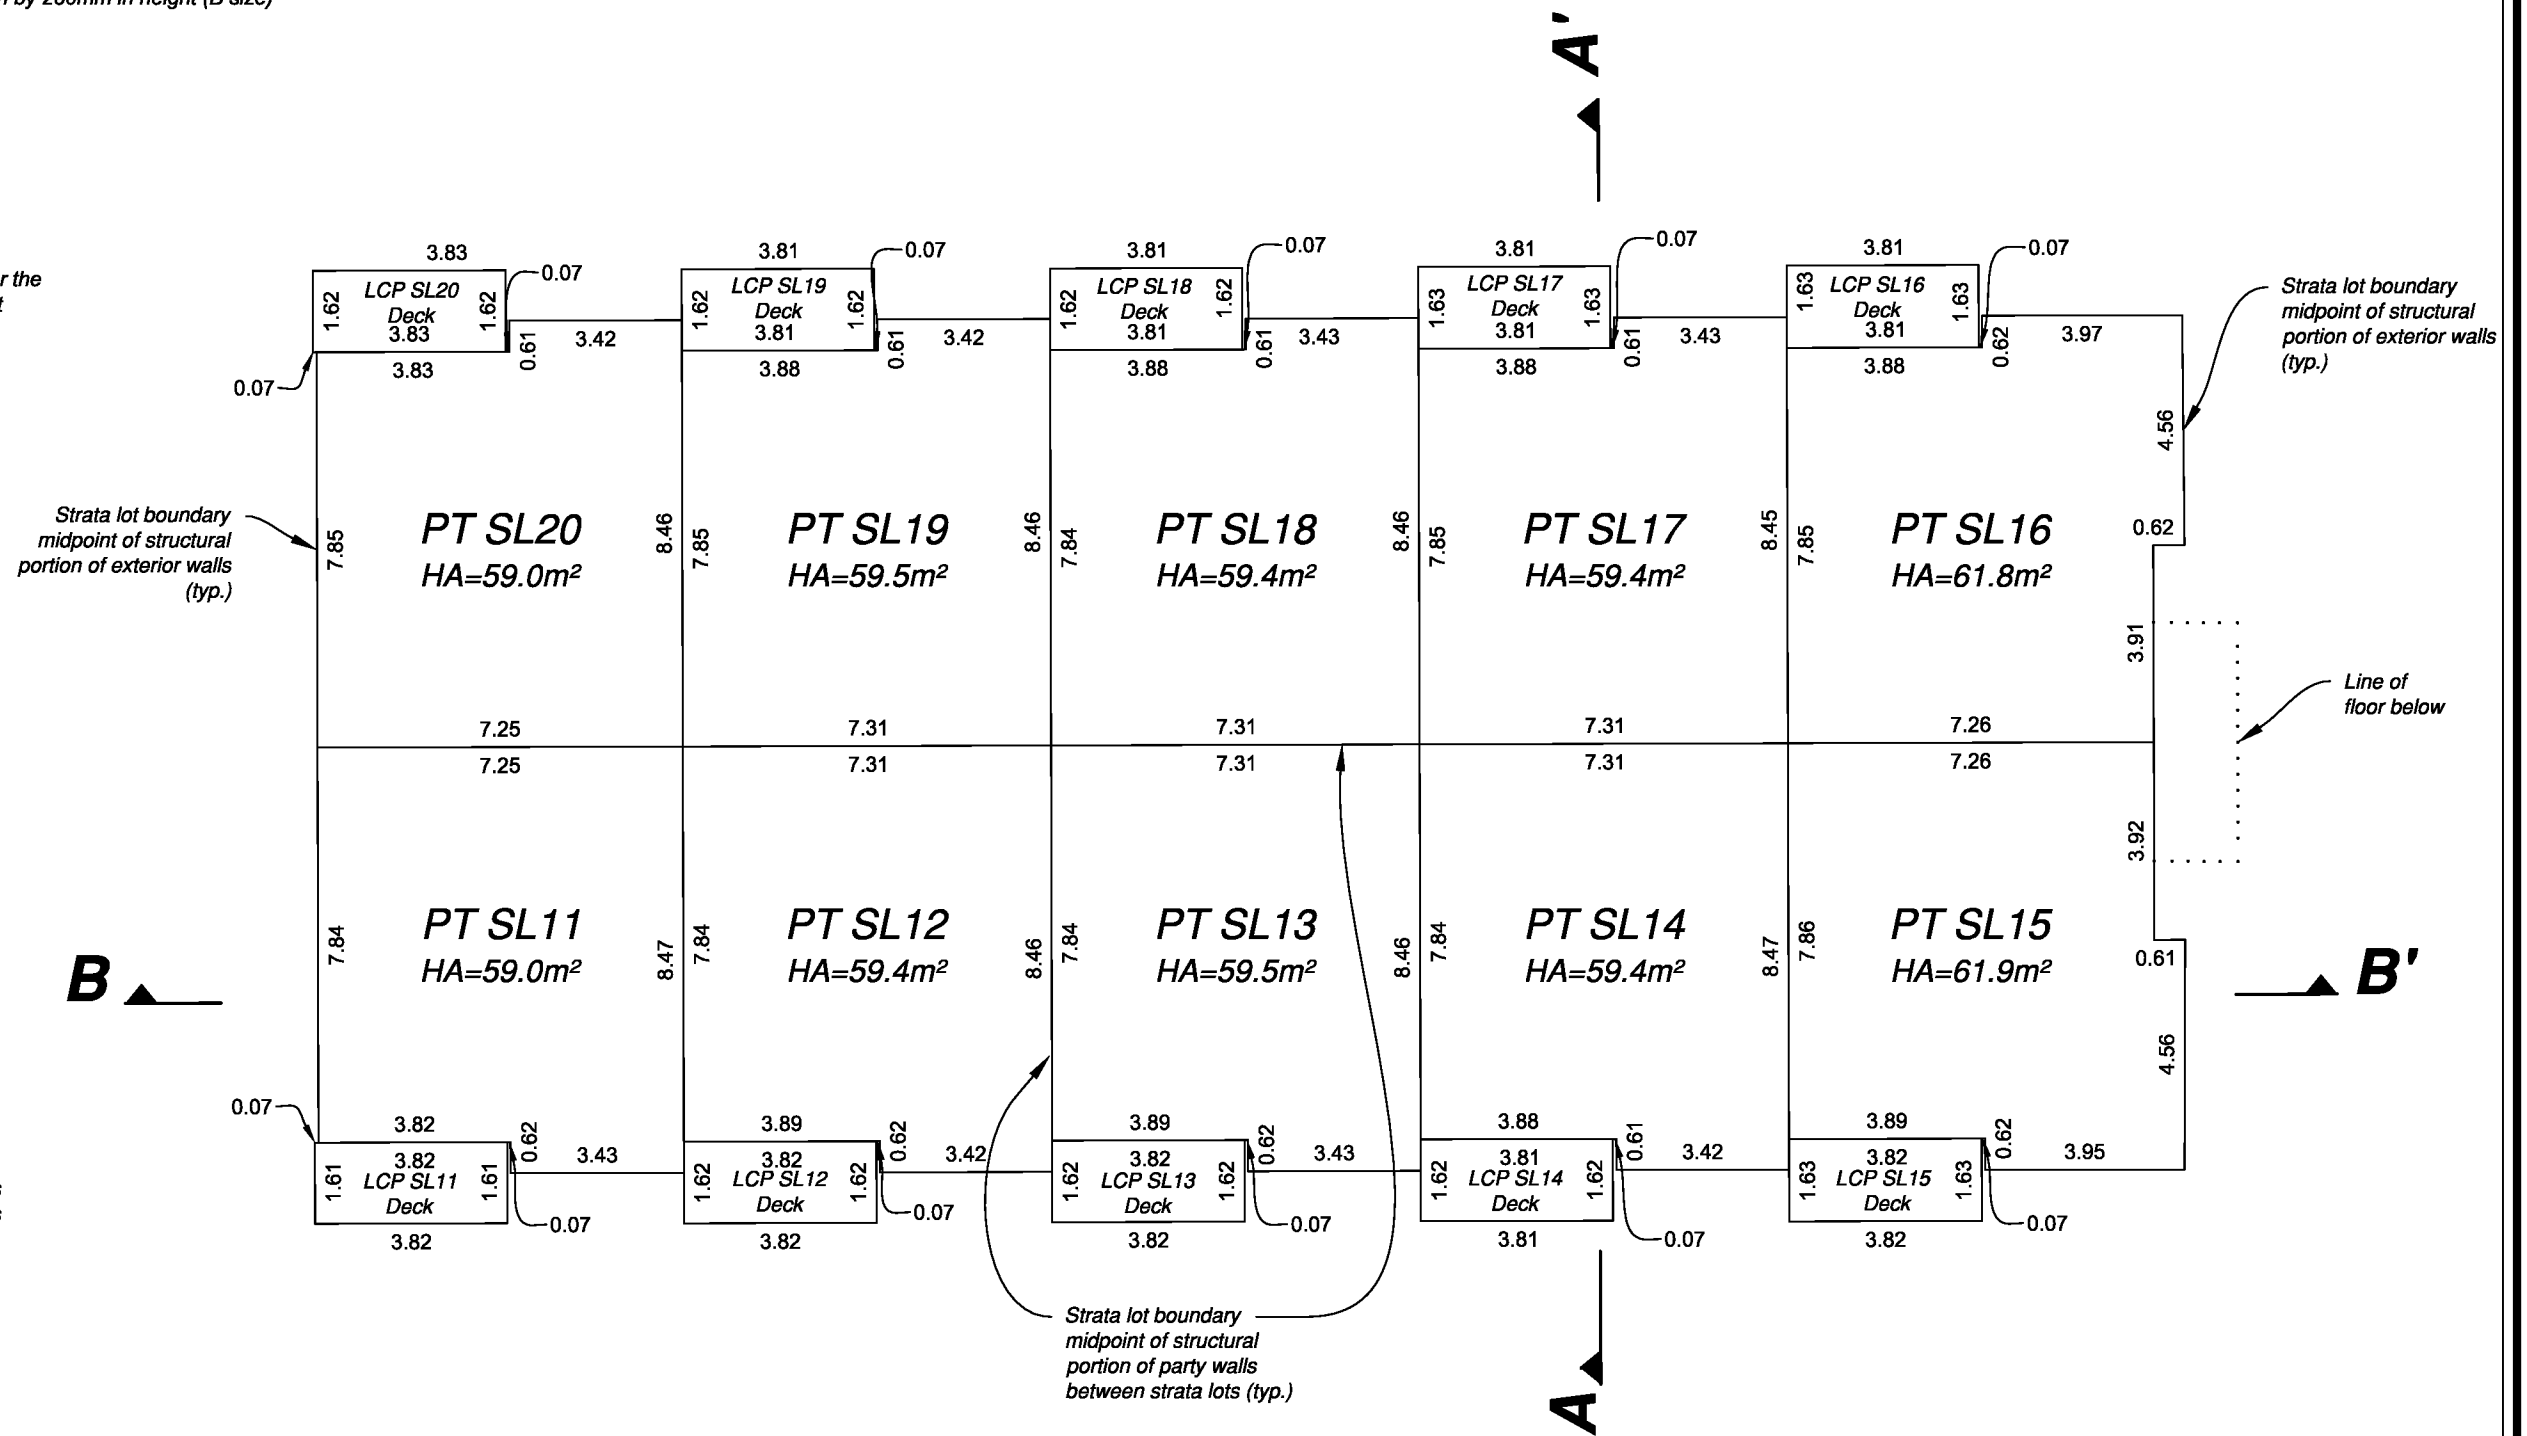 by 280mm in height (B size)
A'
r the
3.83
3.81
3.81
3.81
3.81
0.07
0.07
0.07
0.07
0.07
1.62
LCP SL20
Deck
3.83
1.62
1.62
LCP SL19
Deck
3.81
1.62
1.62
LCP SL18
Deck
3.81
1.62
1.63
LCP SL17
Deck
3.81
1.63
1.63
LCP SL16
Deck
3.81
1.63
Strata lot boundary
midpoint of structural
portion of exterior walls
(typ.)
0.61
3.42
0.61
3.42
0.61
3.43
0.61
3.43
0.62
3.97
0.07
3.83
3.88
3.88
3.88
3.88
4.56
Strata lot boundary
midpoint of structural
portion of exterior walls
(typ.)
7.85
PT SL20
HA=59.0m²
8.46
7.85
PT SL19
HA=59.5m²
8.46
7.84
PT SL18
HA=59.4m²
8.46
7.85
PT SL17
HA=59.4m²
8.45
7.85
PT SL16
HA=61.8m²
0.62
3.91
Line of
floor below
7.25
7.31
7.31
7.31
7.26
7.25
7.31
7.31
7.31
7.26
3.92
B
7.84
PT SL11
HA=59.0m²
8.47
7.84
PT SL12
HA=59.4m²
8.46
7.84
PT SL13
HA=59.5m²
8.46
7.84
PT SL14
HA=59.4m²
8.47
7.86
PT SL15
HA=61.9m²
0.61
B'
4.56
0.07
3.82
3.89
3.89
3.88
3.89
0.62
3.43
0.62
3.42
0.62
3.43
0.61
3.42
0.62
3.95
1.61
3.82
LCP SL11
Deck
1.61
1.62
3.82
LCP SL12
Deck
1.62
1.62
3.82
LCP SL13
Deck
1.62
1.62
3.81
LCP SL14
Deck
1.62
1.63
3.82
LCP SL15
Deck
1.63
0.07
0.07
0.07
0.07
0.07
3.82
3.82
3.82
3.81
3.82
Strata lot boundary
midpoint of structural
portion of party walls
between strata lots (typ.)
A